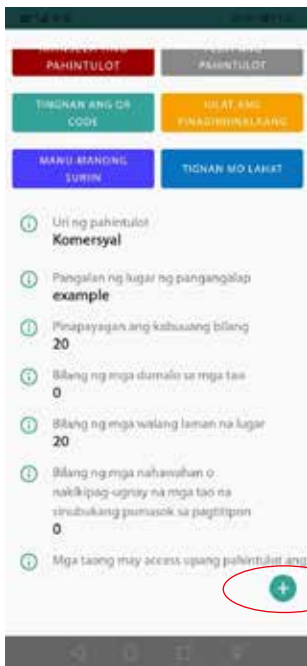 PAHINTULOT
PAHINTULOT
TINGNAN ANG QR
CODE
IULAT ANG
PINAGHIHINALAANG
MANU-MANONG
SURIIN
TIGNAN MO LAHAT
Uri ng pahintulot
Komersyal
Pangalan ng lugar ng pangangalap
example
Pinapayagan ang kabuuang bilang
20
Bilang ng mga dumalo sa mga tao
0
Bilang ng mga walang laman na lugar
20
Bilang ng mga nahawahan o
nakikipag-ugnay na mga tao na
sinubukang pumasok sa pagtitipon
0
Mga taong may access upang pahintulot ang